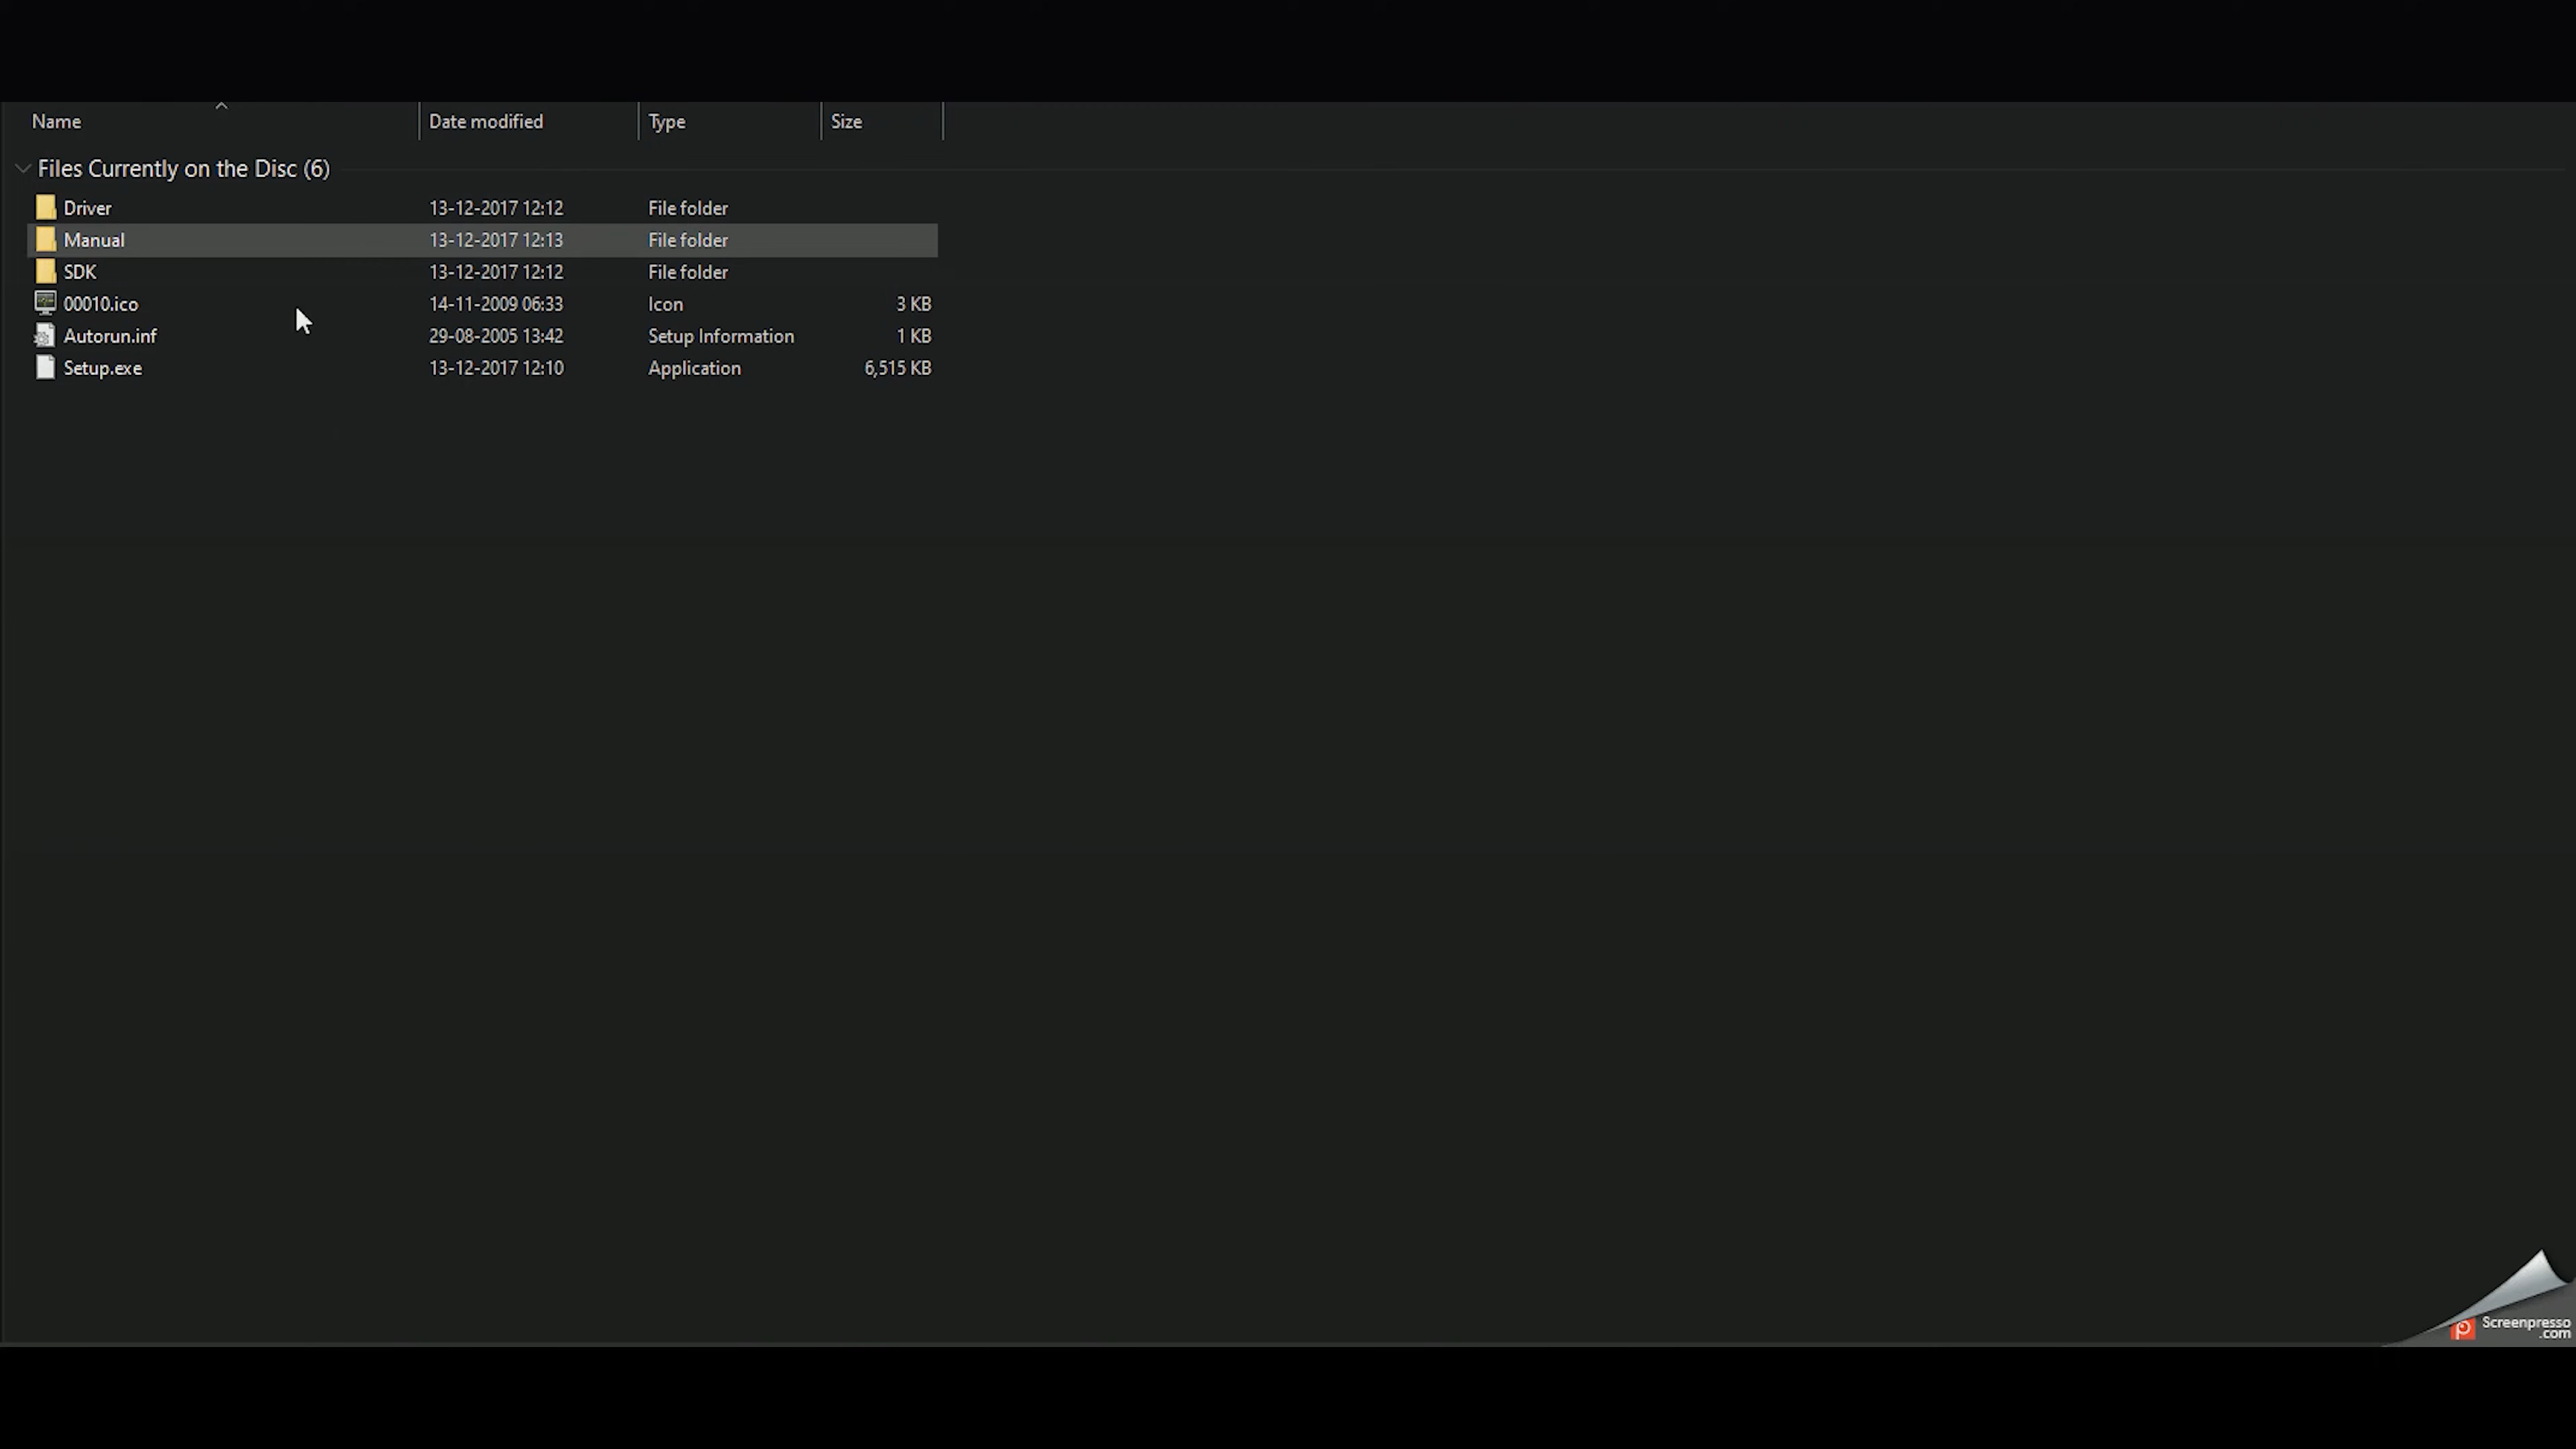 Name Date modified Type Size
Files Currently on the Disc (6)
Driver 13-12-2017 12:12 File folder
Manual 13-12-2017 12:13 File folder
SDK 13-12-2017 12:12 File folder
00010.ico 14-11-2009 06:33 Icon 3 KB
Autorun.inf 29-08-2005 13:42 Setup Information 1 KB
Setup.exe 13-12-2017 12:10 Application 6,515 KB
Screenpresso
.com